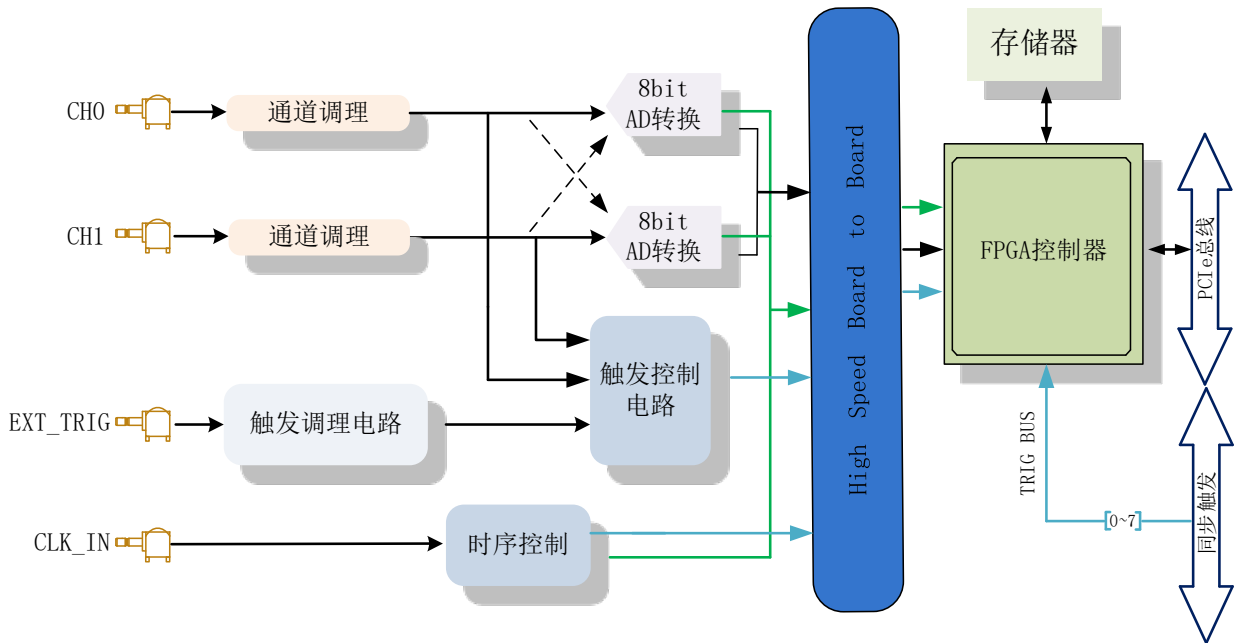 存储器
CH0
通道调理
8bit
AD转换
CH1
通道调理
8bit
AD转换
High Speed Board to Board
FPGA控制器
PCIe总线
EXT_TRIG
触发调理电路
触发控制
电路
TRIG BUS
[0~7]
同步触发
CLK_IN
时序控制